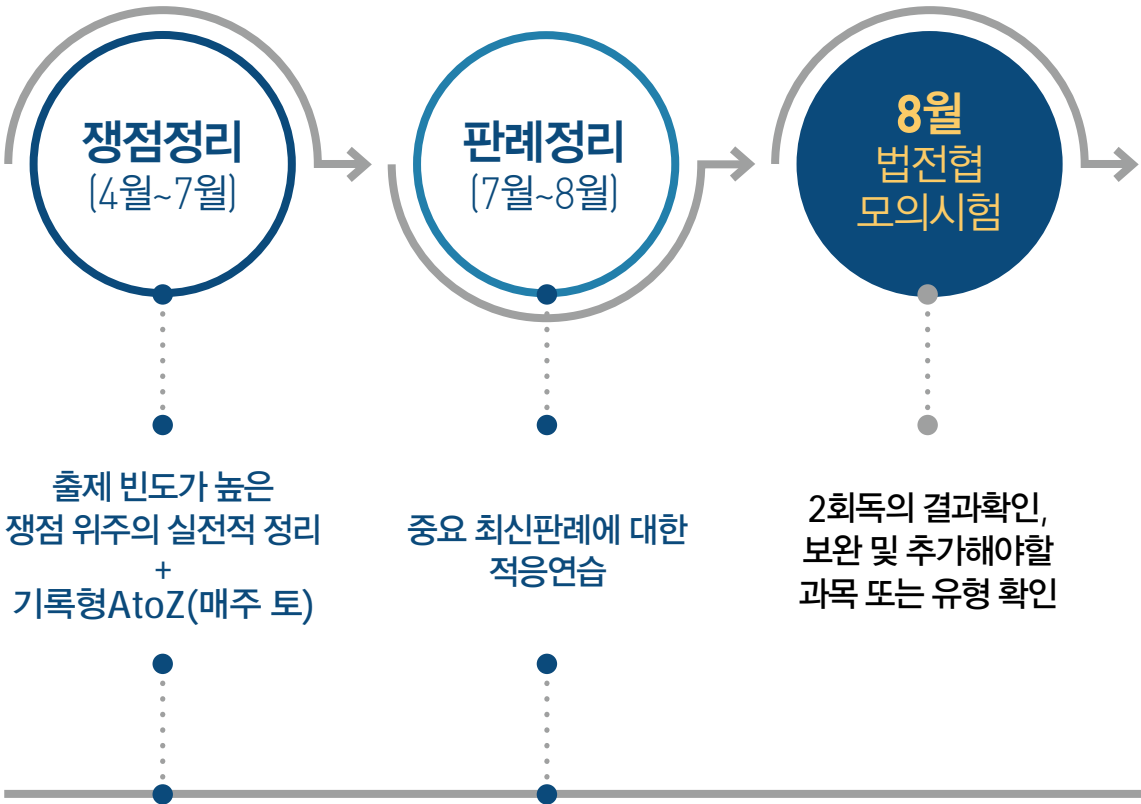 쟁점정리
(4월~7월)
출제 빈도가 높은
쟁점 위주의 실전적 정리
+
기록형AtoZ(매주 토)
판례정리
(7월~8월)
중요 최신판례에 대한
적응연습
8월
법전협
모의시험
2회독의 결과확인,
보완 및 추가해야할
과목 또는 유형 확인